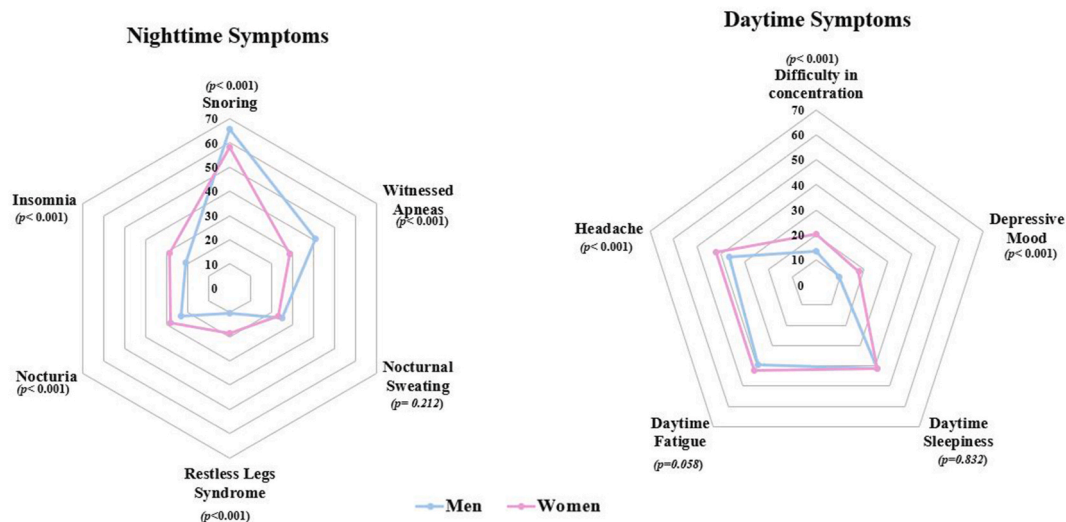 Nighttime Symptoms
(p< 0.001)
Snoring
70
60
50
40
30
20
10
0
Witnessed
Apneas
(p< 0.001)
Nocturnal
Sweating
(p= 0.212)
Restless Legs
Syndrome
(p<0.001)
Nocturia
(p< 0.001)
Insomnia
(p< 0.001)
Daytime Symptoms
(p< 0.001)
Difficulty in
concentration
70
60
50
40
30
20
10
0
Depressive
Mood
(p< 0.001)
Daytime
Sleepiness
(p=0.832)
Daytime
Fatigue
(p=0.058)
Headache
(p< 0.001)
Men
Women